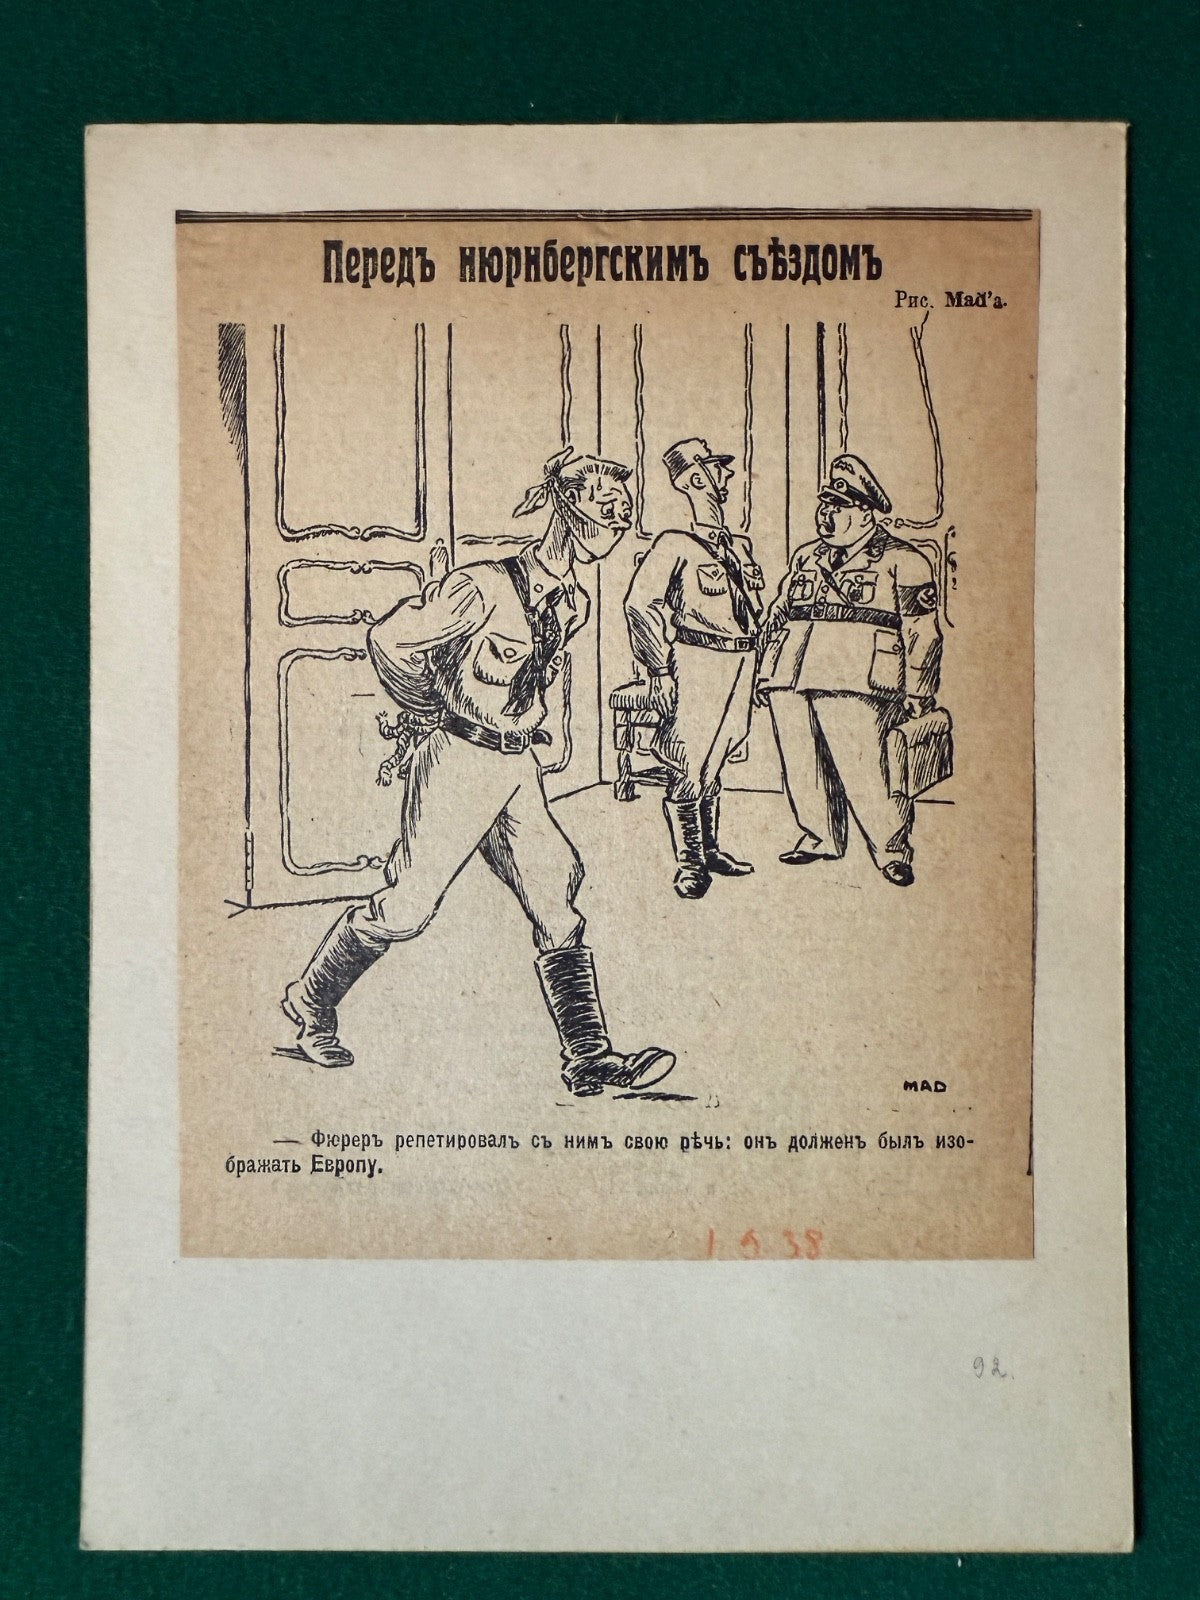 Передъ нюрнбергскимъ съѣздомъ
Рис. Mad'а.
MAD
— Фюреръ репетировалъ съ нимъ свою рѣчь: онъ долженъ былъ изо-
бражать Европу.
1 9 38
92.